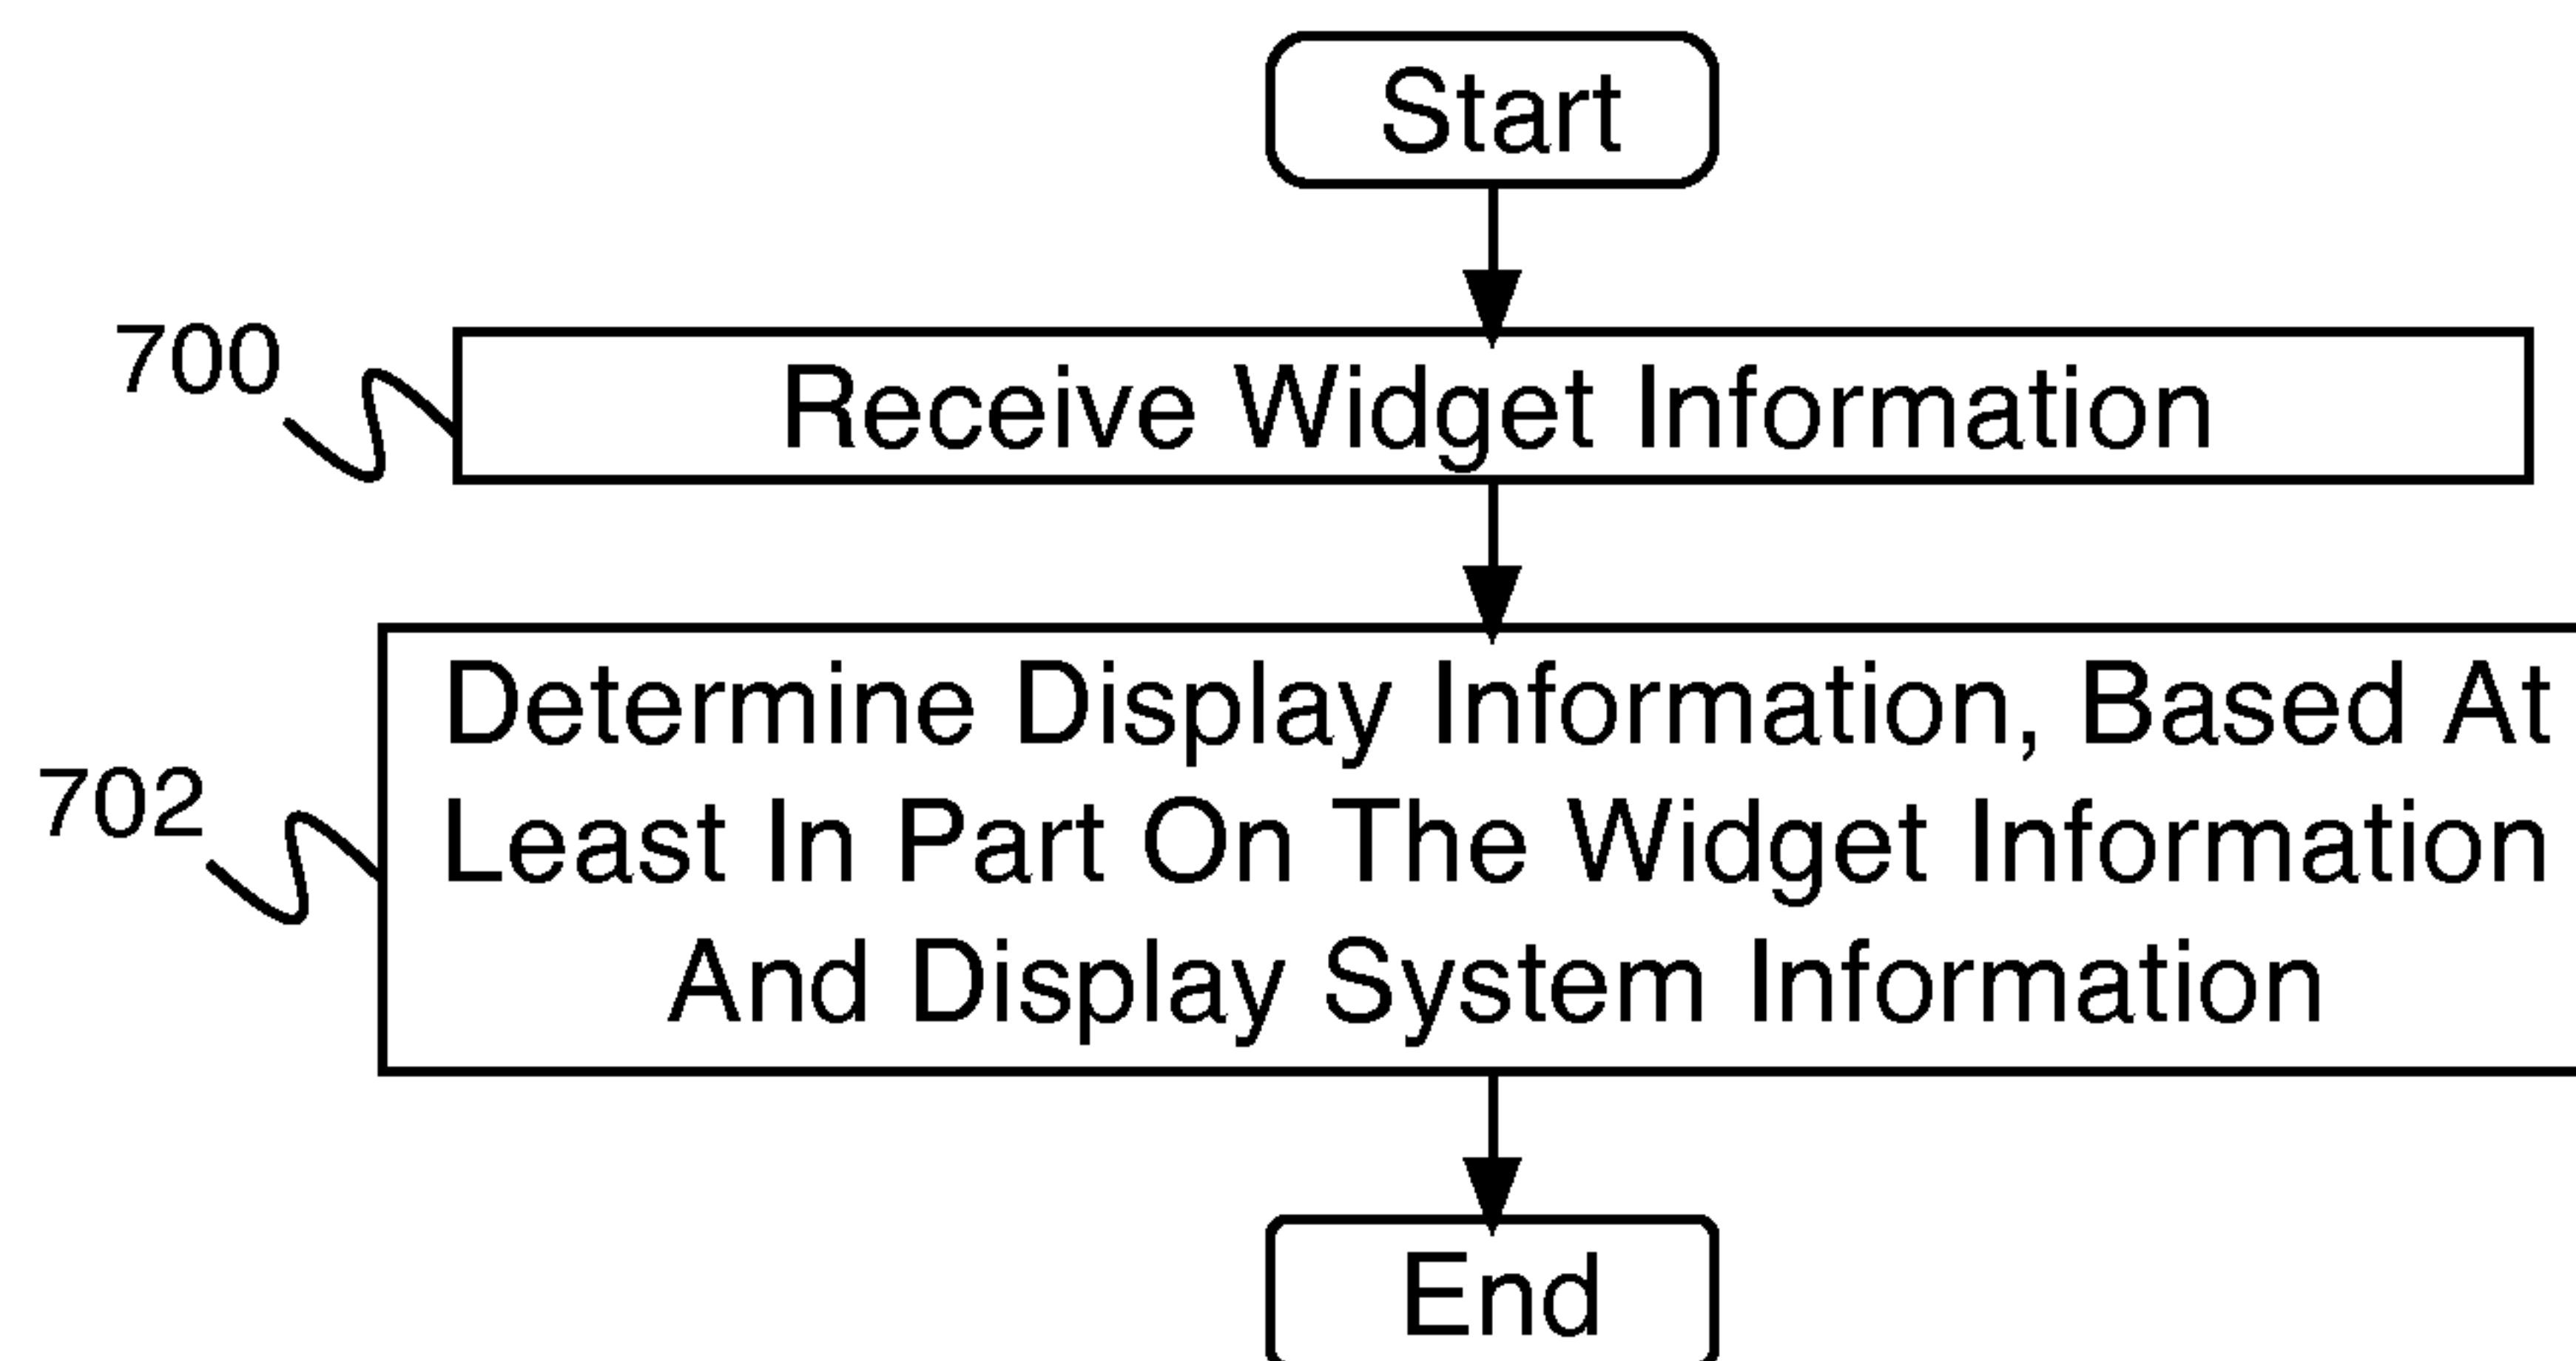 Start
700
Receive Widget Information
702
Determine Display Information, Based At
Least In Part On The Widget Information
And Display System Information
End